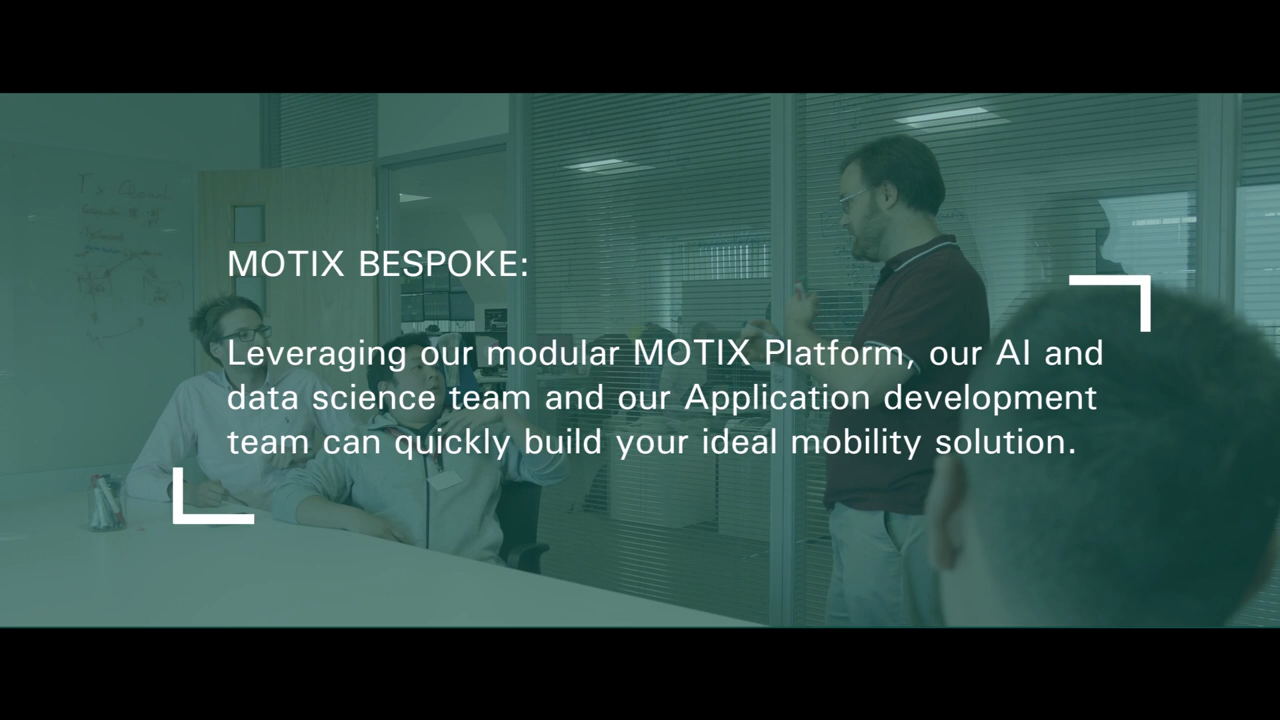 MOTIX BESPOKE:
Leveraging our modular MOTIX Platform, our AI and
data science team and our Application development
team can quickly build your ideal mobility solution.